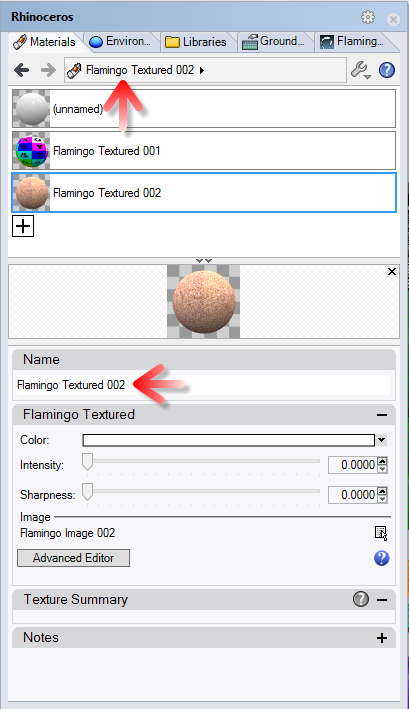 Rhinoceros
Materials Environ... Libraries Ground... Flaming...
Flamingo Textured 002
(unnamed)
Flamingo Textured 001
Flamingo Textured 002
Name
Flamingo Textured 002
Flamingo Textured
Color:
Intensity: 0.0000
Sharpness: 0.0000
Image
Flamingo Image 002
Advanced Editor
Texture Summary
Notes